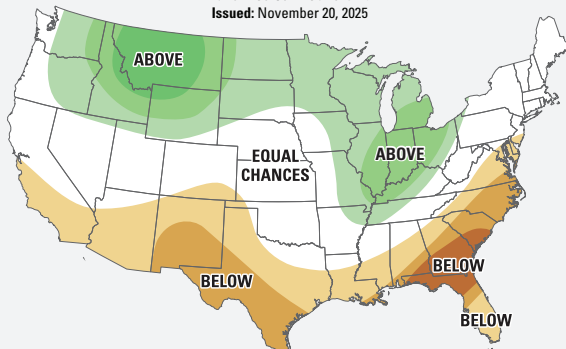 Issued: November 20, 2025
ABOVE
EQUAL
CHANCES
ABOVE
BELOW
BELOW
BELOW